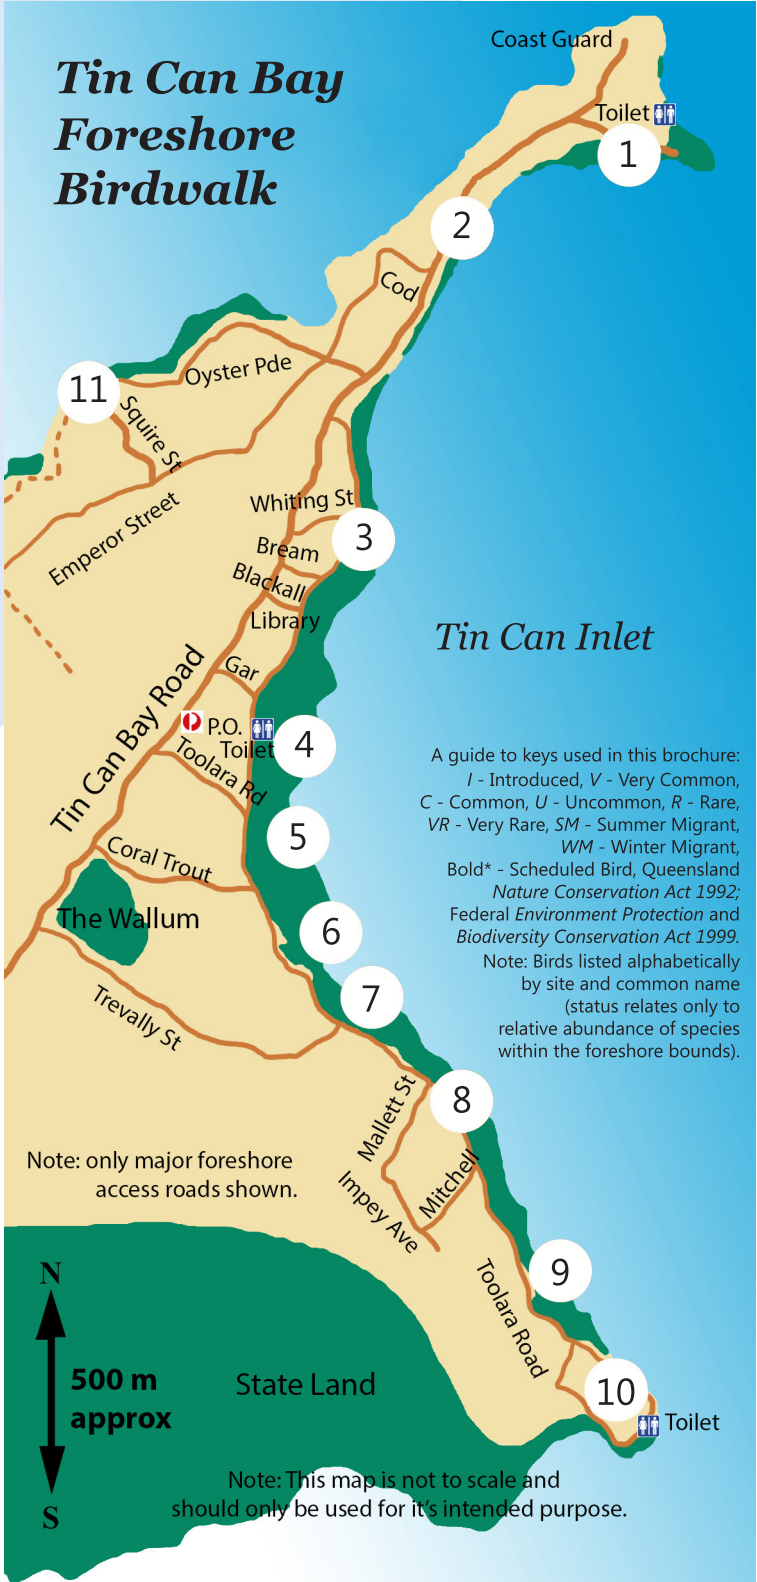 Coast Guard
Tin Can Bay
Foreshore
Birdwalk
Toilet
1
2
Cod
Oyster Pde
11
Squire St
Emperor Street
Whiting St
3
Bream
Blackall
Library
Tin Can Inlet
Gar
Tin Can Bay Road
P.O.
Toilet
4
Toolara Rd
A guide to keys used in this brochure:
I - Introduced, V - Very Common,
C - Common, U - Uncommon, R - Rare,
VR - Very Rare, SM - Summer Migrant,
WM - Winter Migrant,
Bold* - Scheduled Bird, Queensland
Nature Conservation Act 1992;
Federal Environment Protection and
Biodiversity Conservation Act 1999.
Note: Birds listed alphabetically
by site and common name
(status relates only to
relative abundance of species
within the foreshore bounds).
5
Coral Trout
The Wallum
6
7
Trevally St
8
Mallett St
Note: only major foreshore
access roads shown.
Mitchell
Impey Ave
9
Toolara Road
N
500 m
approx
S
State Land
10
Toilet
Note: This map is not to scale and
should only be used for it's intended purpose.